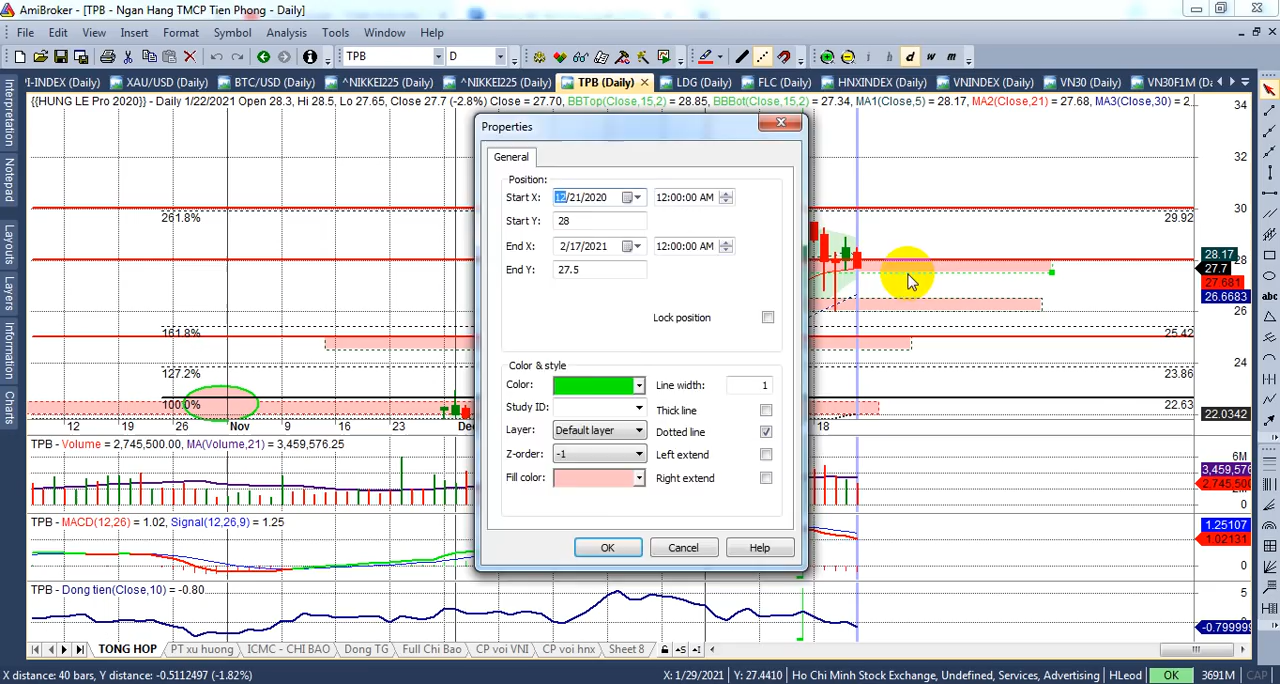 AmiBroker - [TPB - Ngan Hang TMCP Tien Phong - Daily]
File Edit View Insert Format Symbol Analysis Tools Window Help
TPB D i h d w m
'I-INDEX (Daily) XAU/USD (Daily) BTC/USD (Daily) ^NIKKEI225 (Daily) ^NIKKEI225 (Daily) TPB (Daily) LDG (Daily) FLC (Daily) HNXINDEX (Daily) VNINDEX (Daily) VN30 (Daily) VN30F1M (Da
{{HUNG LE Pro 2020}} - Daily 1/22/2021 Open 28.3, Hi 28.5, Lo 27.65, Close 27.7 (-2.8%) Close = 27.70, BBTop(Close,15,2) = 28.85, BBBot(Close,15,2) = 27.34, MA1(Close,5) = 28.17, MA2(Close,21) = 27.68, MA3(Close,30) = 2...
Interpretation
Notepad
Layouts
Layers
Information
Charts
Properties
General
Position:
Start X: 12/21/2020 12:00:00 AM
Start Y: 28
End X: 2/17/2021 12:00:00 AM
End Y: 27.5
Lock position
Color & style
Color: Line width: 1
Study ID: Thick line
Layer: Default layer Dotted line
Z-order: -1 Left extend
Fill color: Right extend
OK Cancel Help
261.8%
161.8%
127.2%
100.0%
34
32
30
29.92
28.17
28
27.7
27.681
26.6683
26
25.42
24
23.86
22.63
22.0342
abc
12 19 26 Nov 9 16 23 De 18
TPB - Volume = 2,745,500.00, MA(Volume,21) = 3,459,576.25
6M
3,459,576
2,745,500
0
TPB - MACD(12,26) = 1.02, Signal(12,26,9) = 1.25
1.25107
1.02131
0
TPB - Dong tien(Close,10) = -0.80
5
0
-0.799999
TONG HOP PT xu huong ICMC - CHI BAO Dong TG Full Chi Bao CP voi VNI CP voi hnx Sheet 8
X distance: 40 bars, Y distance: -0.5112497 (-1.82%) X: 1/29/2021 Y: 27.4410 Ho Chi Minh Stock Exchange, Undefined, Services, Advertising HLeod OK 3691M CAP